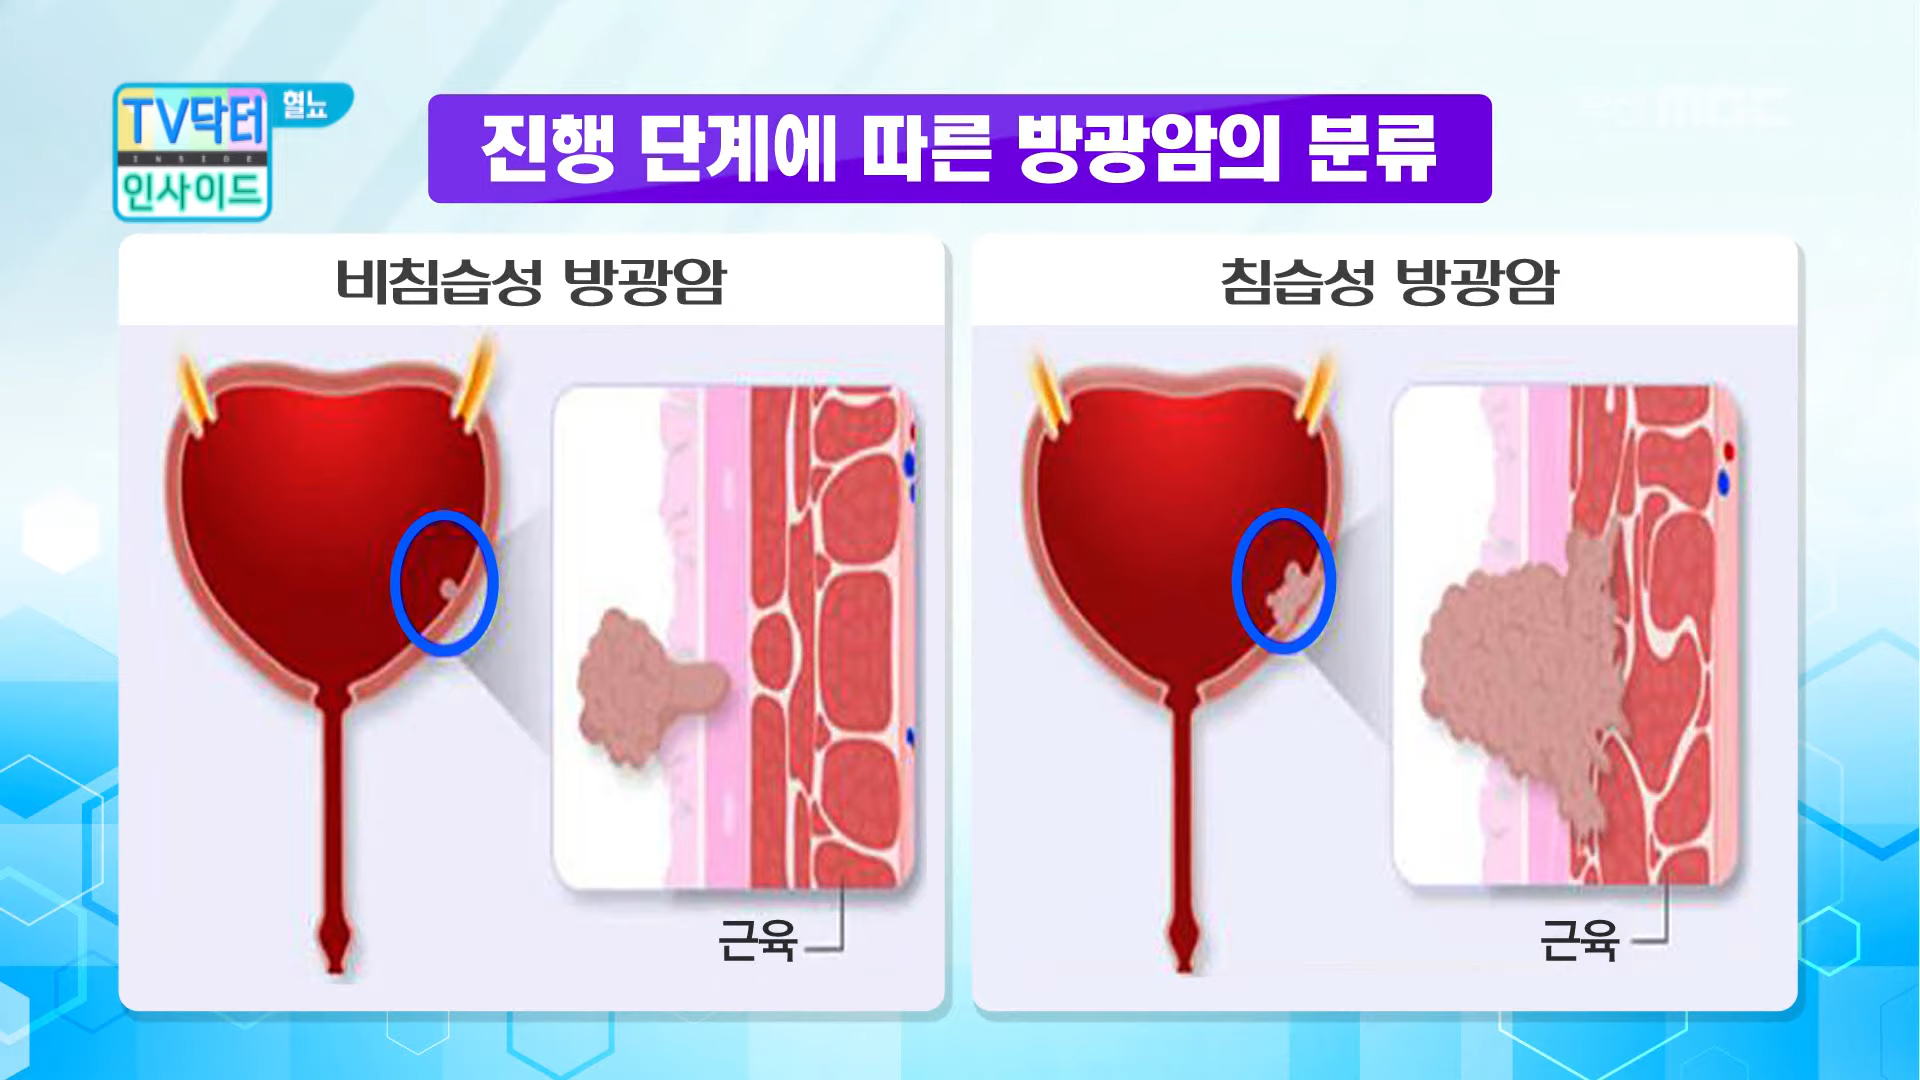 TV닥터
혈뇨
INSIDE
인사이드
진행 단계에 따른 방광암의 분류
MBC
비침습성 방광암
침습성 방광암
근육
근육